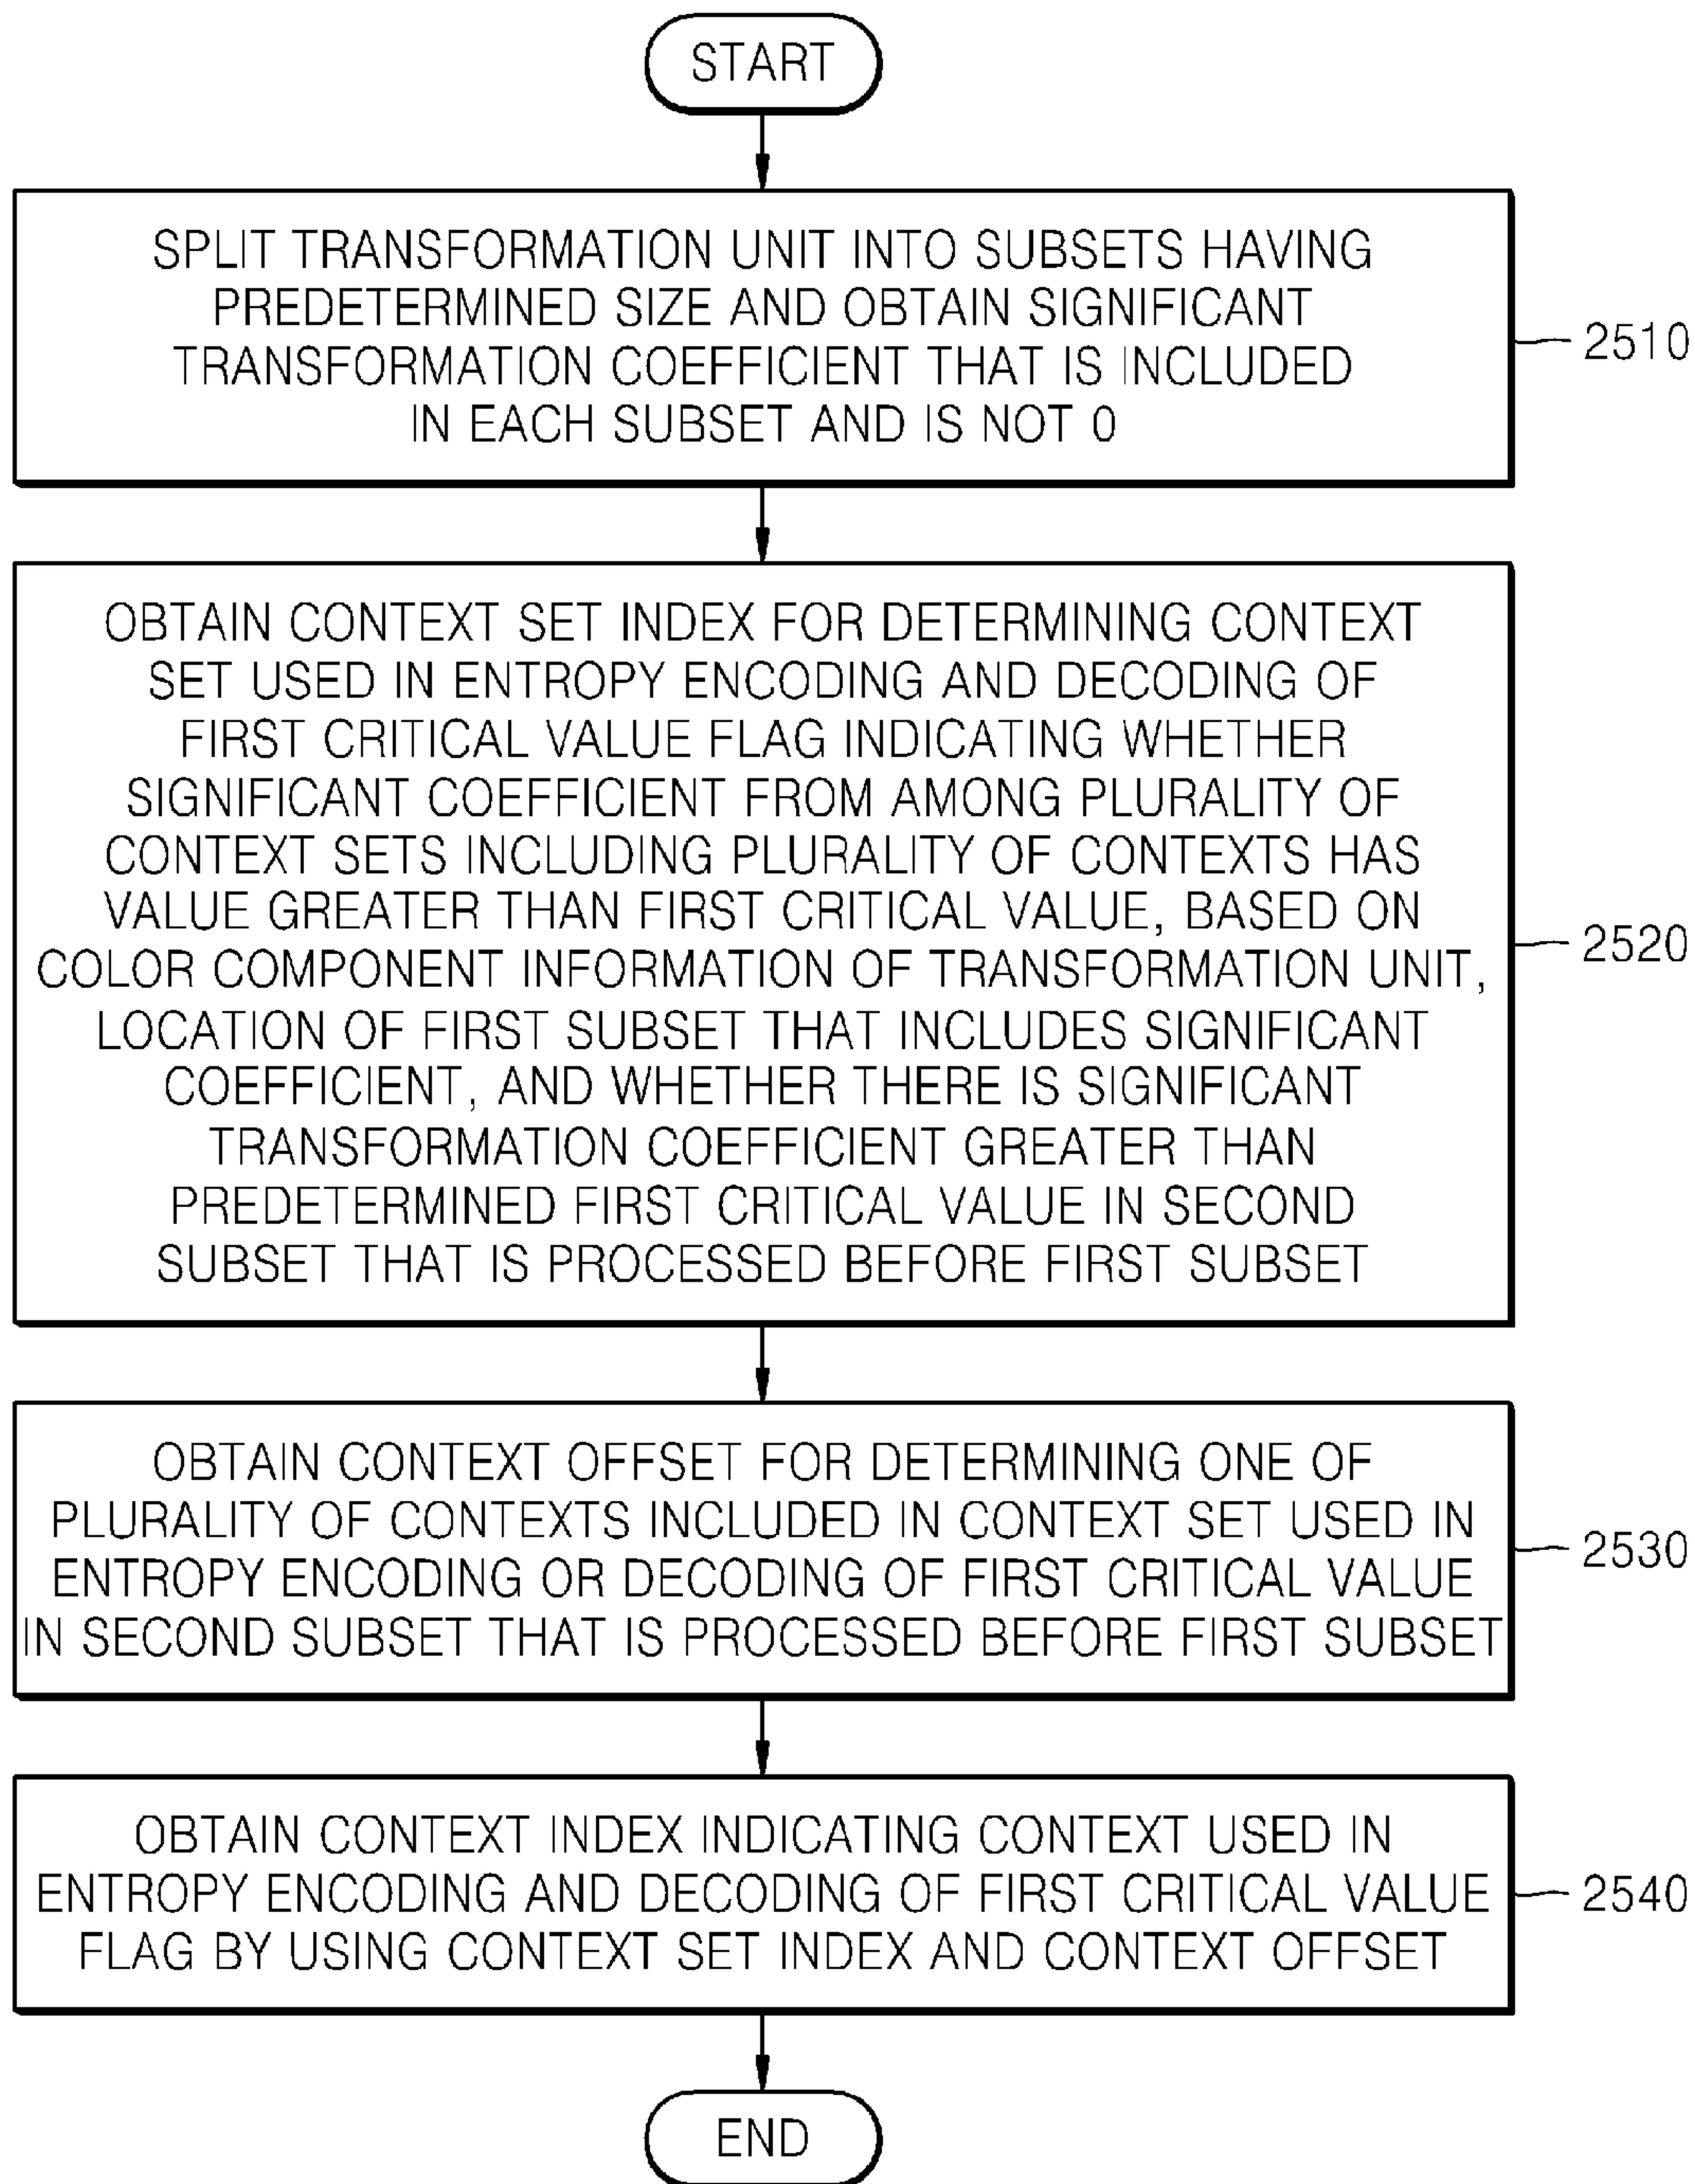 START
SPLIT TRANSFORMATION UNIT INTO SUBSETS HAVING
PREDETERMINED SIZE AND OBTAIN SIGNIFICANT
TRANSFORMATION COEFFICIENT THAT IS INCLUDED
IN EACH SUBSET AND IS NOT 0
2510
OBTAIN CONTEXT SET INDEX FOR DETERMINING CONTEXT
SET USED IN ENTROPY ENCODING AND DECODING OF
FIRST CRITICAL VALUE FLAG INDICATING WHETHER
SIGNIFICANT COEFFICIENT FROM AMONG PLURALITY OF
CONTEXT SETS INCLUDING PLURALITY OF CONTEXTS HAS
VALUE GREATER THAN FIRST CRITICAL VALUE, BASED ON
COLOR COMPONENT INFORMATION OF TRANSFORMATION UNIT,
LOCATION OF FIRST SUBSET THAT INCLUDES SIGNIFICANT
COEFFICIENT, AND WHETHER THERE IS SIGNIFICANT
TRANSFORMATION COEFFICIENT GREATER THAN
PREDETERMINED FIRST CRITICAL VALUE IN SECOND
SUBSET THAT IS PROCESSED BEFORE FIRST SUBSET
2520
OBTAIN CONTEXT OFFSET FOR DETERMINING ONE OF
PLURALITY OF CONTEXTS INCLUDED IN CONTEXT SET USED IN
ENTROPY ENCODING OR DECODING OF FIRST CRITICAL VALUE
IN SECOND SUBSET THAT IS PROCESSED BEFORE FIRST SUBSET
2530
OBTAIN CONTEXT INDEX INDICATING CONTEXT USED IN
ENTROPY ENCODING AND DECODING OF FIRST CRITICAL VALUE
FLAG BY USING CONTEXT SET INDEX AND CONTEXT OFFSET
2540
END